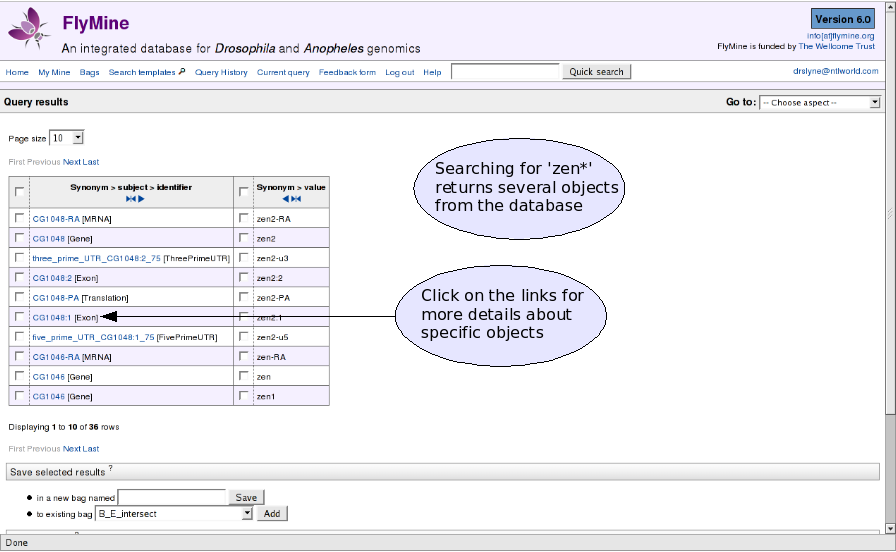 FlyMine
Version 6.0
An integrated database for Drosophila and Anopheles genomics
info[at]flymine.org
FlyMine is funded by The Wellcome Trust
Home My Mine Bags Search templates Query History Current query Feedback form Log out Help Quick search drslyne@ntlworld.com
Query results
Go to: -- Choose aspect --
Page size 10
First Previous Next Last
Synonym > subject > identifier Synonym > value
CG1048-RA [MRNA] zen2-RA
CG1048 [Gene] zen2
three_prime_UTR_CG1048:2_75 [ThreePrimeUTR] zen2-u3
CG1048:2 [Exon] zen2:2
CG1048-PA [Translation] zen2-PA
CG1048:1 [Exon] zen2:1
five_prime_UTR_CG1048:1_75 [FivePrimeUTR] zen2-u5
CG1046-RA [MRNA] zen-RA
CG1046 [Gene] zen
CG1046 [Gene] zen1
Searching for 'zen*'
returns several objects
from the database
Click on the links for
more details about
specific objects
Displaying 1 to 10 of 36 rows
First Previous Next Last
Save selected results ?
in a new bag named Save
to existing bag B_E_intersect Add
Done